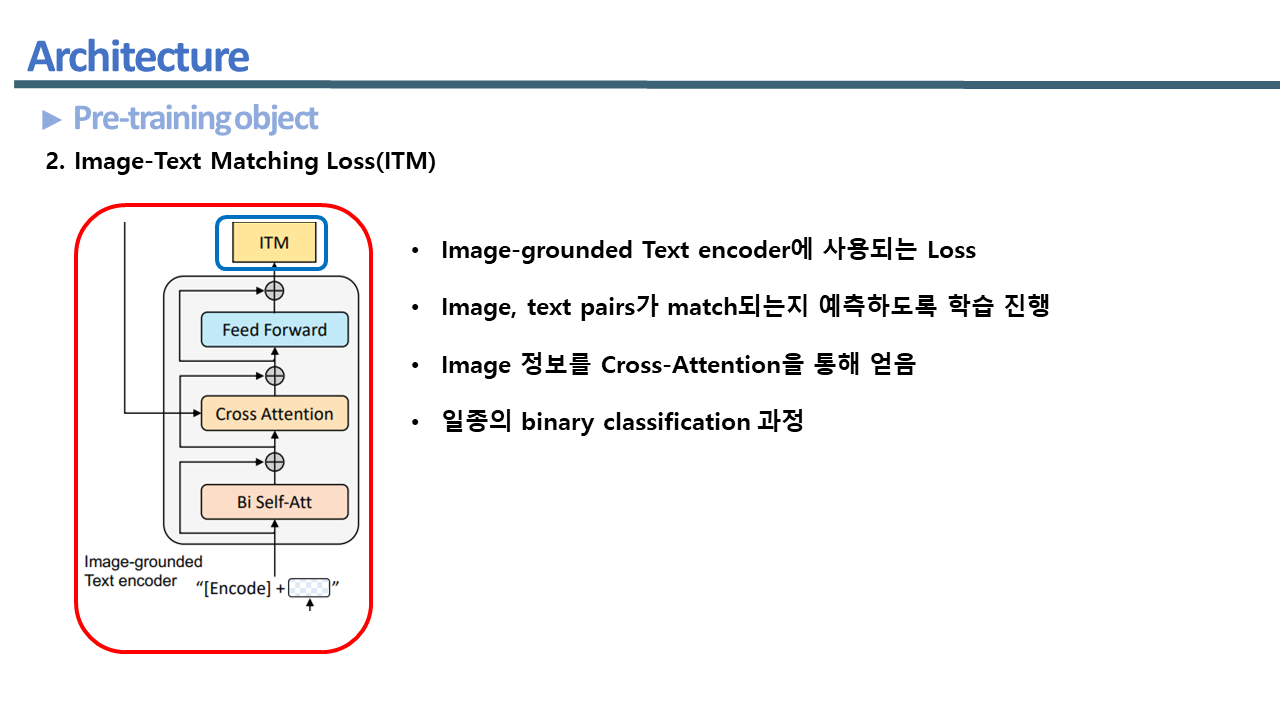 Architecture
► Pre-training object
2. Image-Text Matching Loss(ITM)
ITM
Feed Forward
Cross Attention
Bi Self-Att
Image-grounded
Text encoder
“[Encode] + ”
• Image-grounded Text encoder에 사용되는 Loss
• Image, text pairs가 match되는지 예측하도록 학습 진행
• Image 정보를 Cross-Attention을 통해 얻음
• 일종의 binary classification 과정